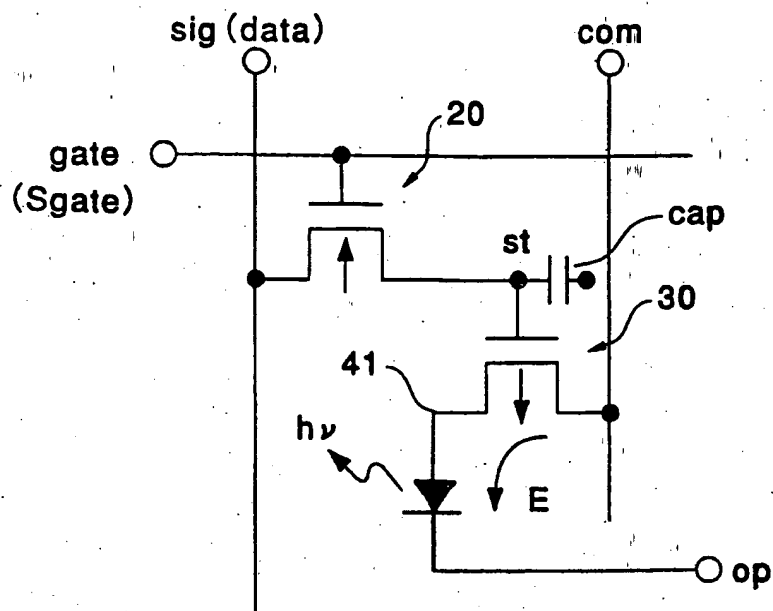 sig (data)
com
gate
(Sgate)
20
st
cap
30
41
hν
E
op